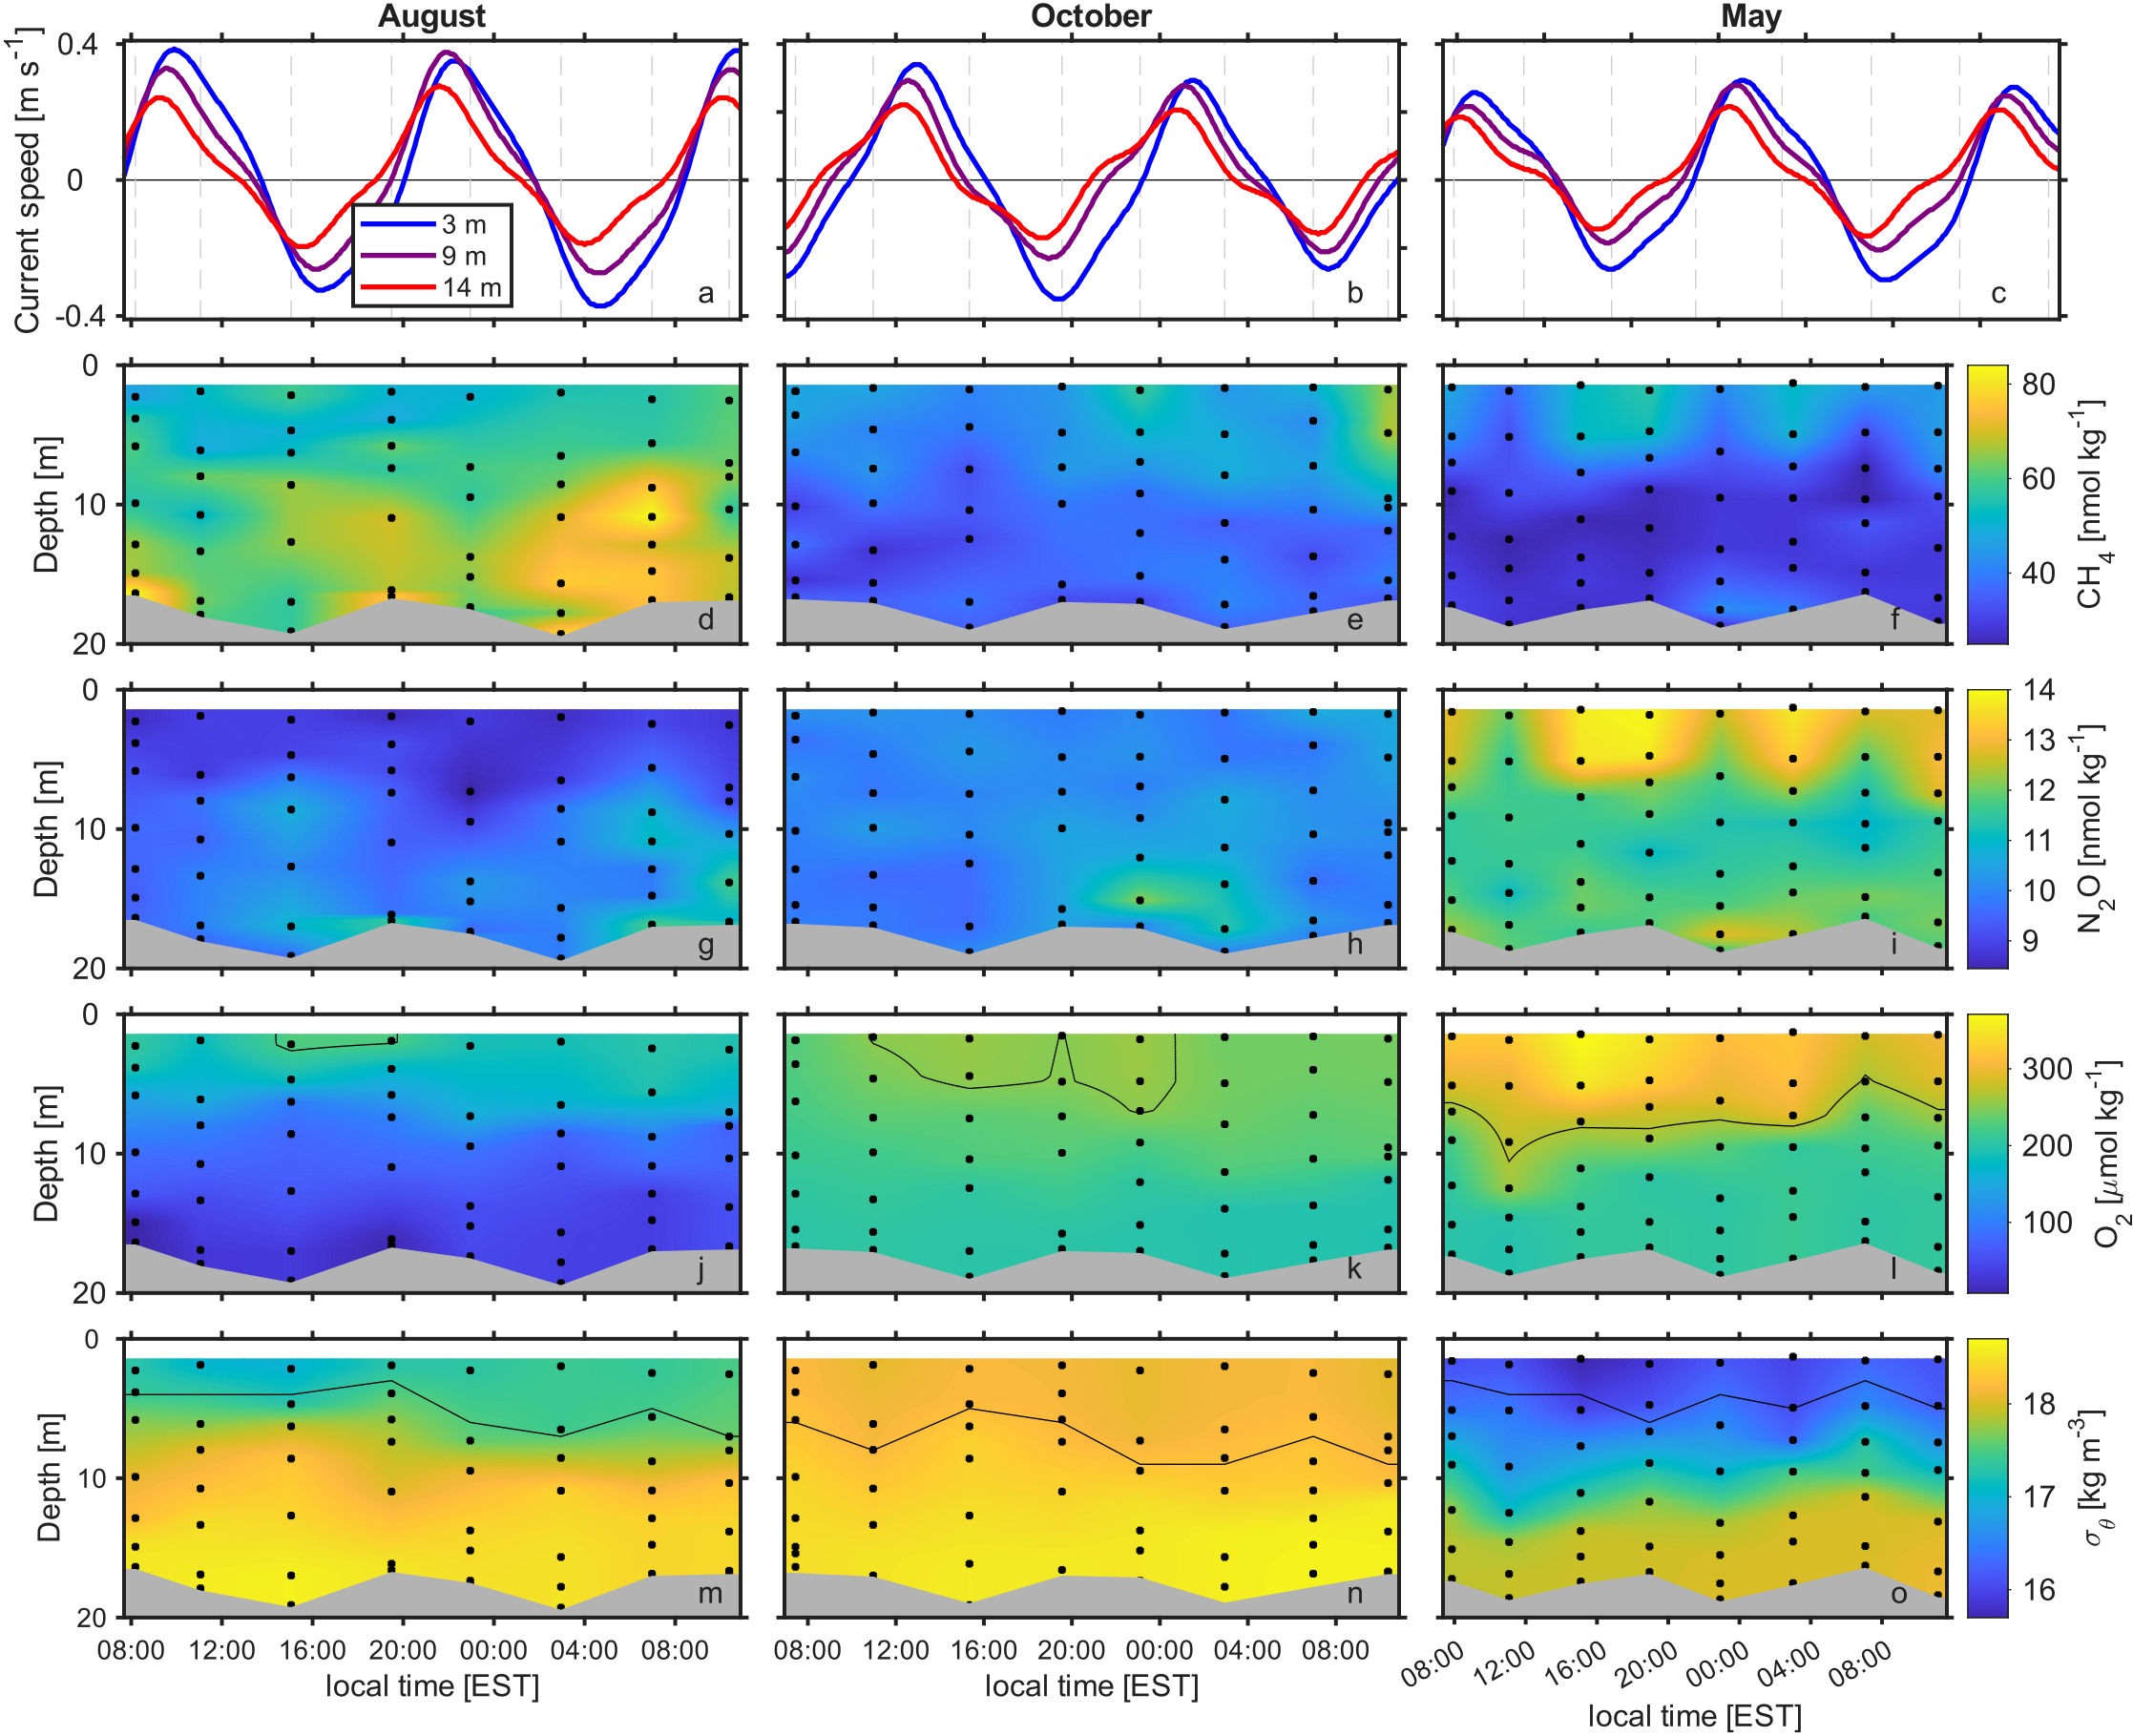 August October May
Current speed [m s⁻¹]
0.4
0
-0.4
3 m
9 m
14 m
a
b
c
Depth [m]
0
10
20
d
e
f
80
60
40
CH₄ [nmol kg⁻¹]
Depth [m]
0
10
20
g
h
i
14
13
12
11
10
9
N₂O [nmol kg⁻¹]
Depth [m]
0
10
20
j
k
l
300
200
100
O₂ [μmol kg⁻¹]
Depth [m]
0
10
20
m
n
o
18
17
16
σθ [kg m⁻³]
08:00 12:00 16:00 20:00 00:00 04:00 08:00
local time [EST]
08:00 12:00 16:00 20:00 00:00 04:00 08:00
local time [EST]
08:00 12:00 16:00 20:00 00:00 04:00 08:00
local time [EST]